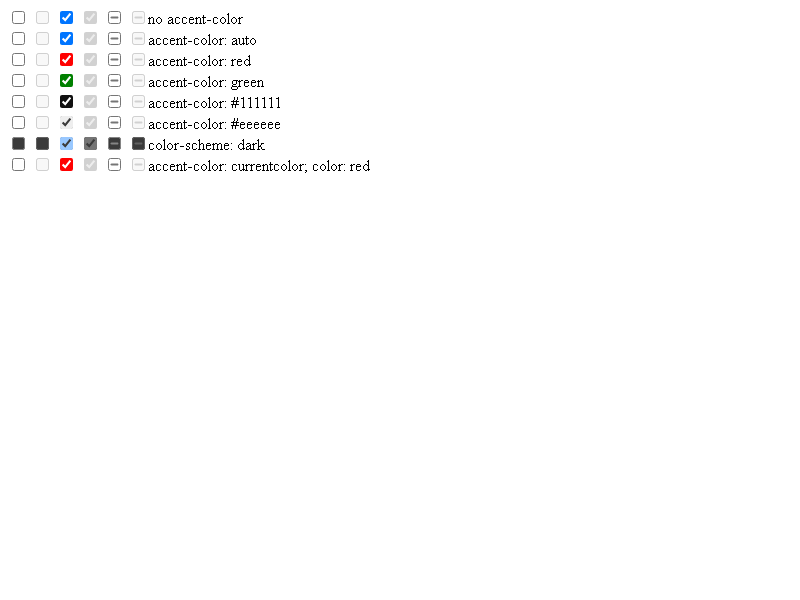 no accent-color
accent-color: auto
accent-color: red
accent-color: green
accent-color: #111111
accent-color: #eeeeee
color-scheme: dark
accent-color: currentcolor; color: red